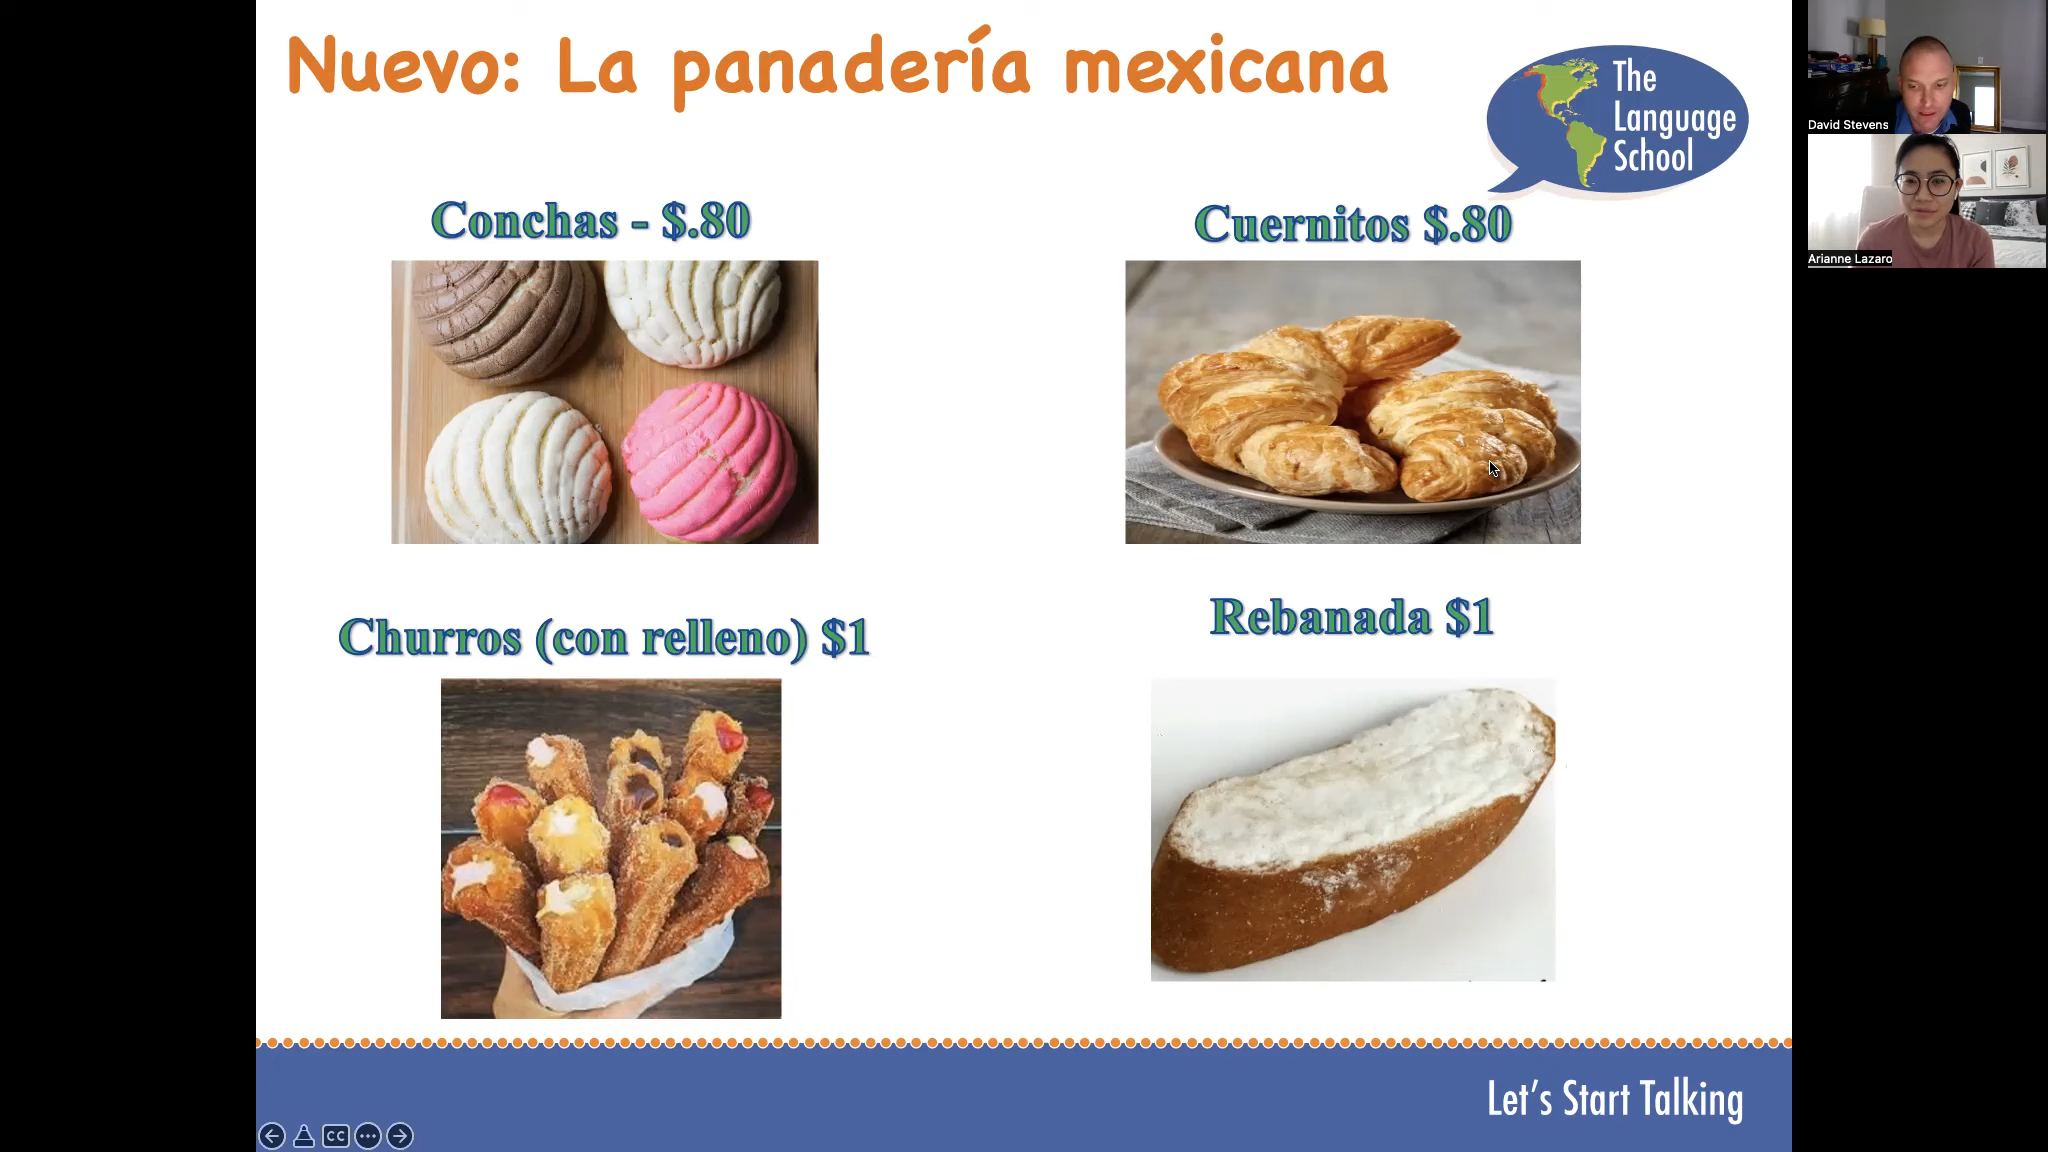 Nuevo: La panadería mexicana
The
Language
School
Conchas - $.80
Cuernitos $.80
Churros (con relleno) $1
Rebanada $1
Let's Start Talking
CC
David Stevens
Arianne Lazaro